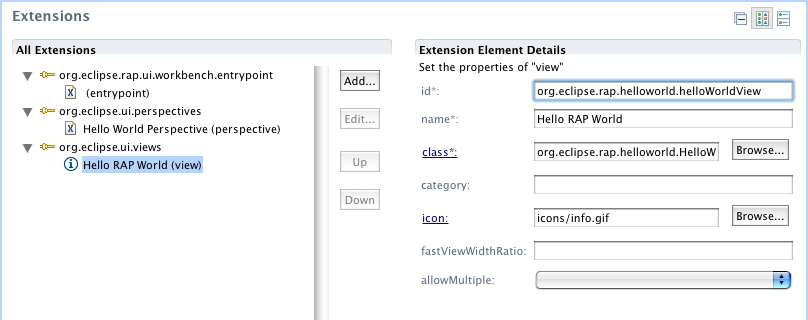 Extensions
All Extensions
org.eclipse.rap.ui.workbench.entrypoint
(entrypoint)
org.eclipse.ui.perspectives
Hello World Perspective (perspective)
org.eclipse.ui.views
Hello RAP World (view)
Add...
Edit...
Up
Down
Extension Element Details
Set the properties of "view"
id*: org.eclipse.rap.helloworld.helloWorldView
name*: Hello RAP World
class*: org.eclipse.rap.helloworld.HelloW Browse...
category:
icon: icons/info.gif Browse...
fastViewWidthRatio:
allowMultiple: